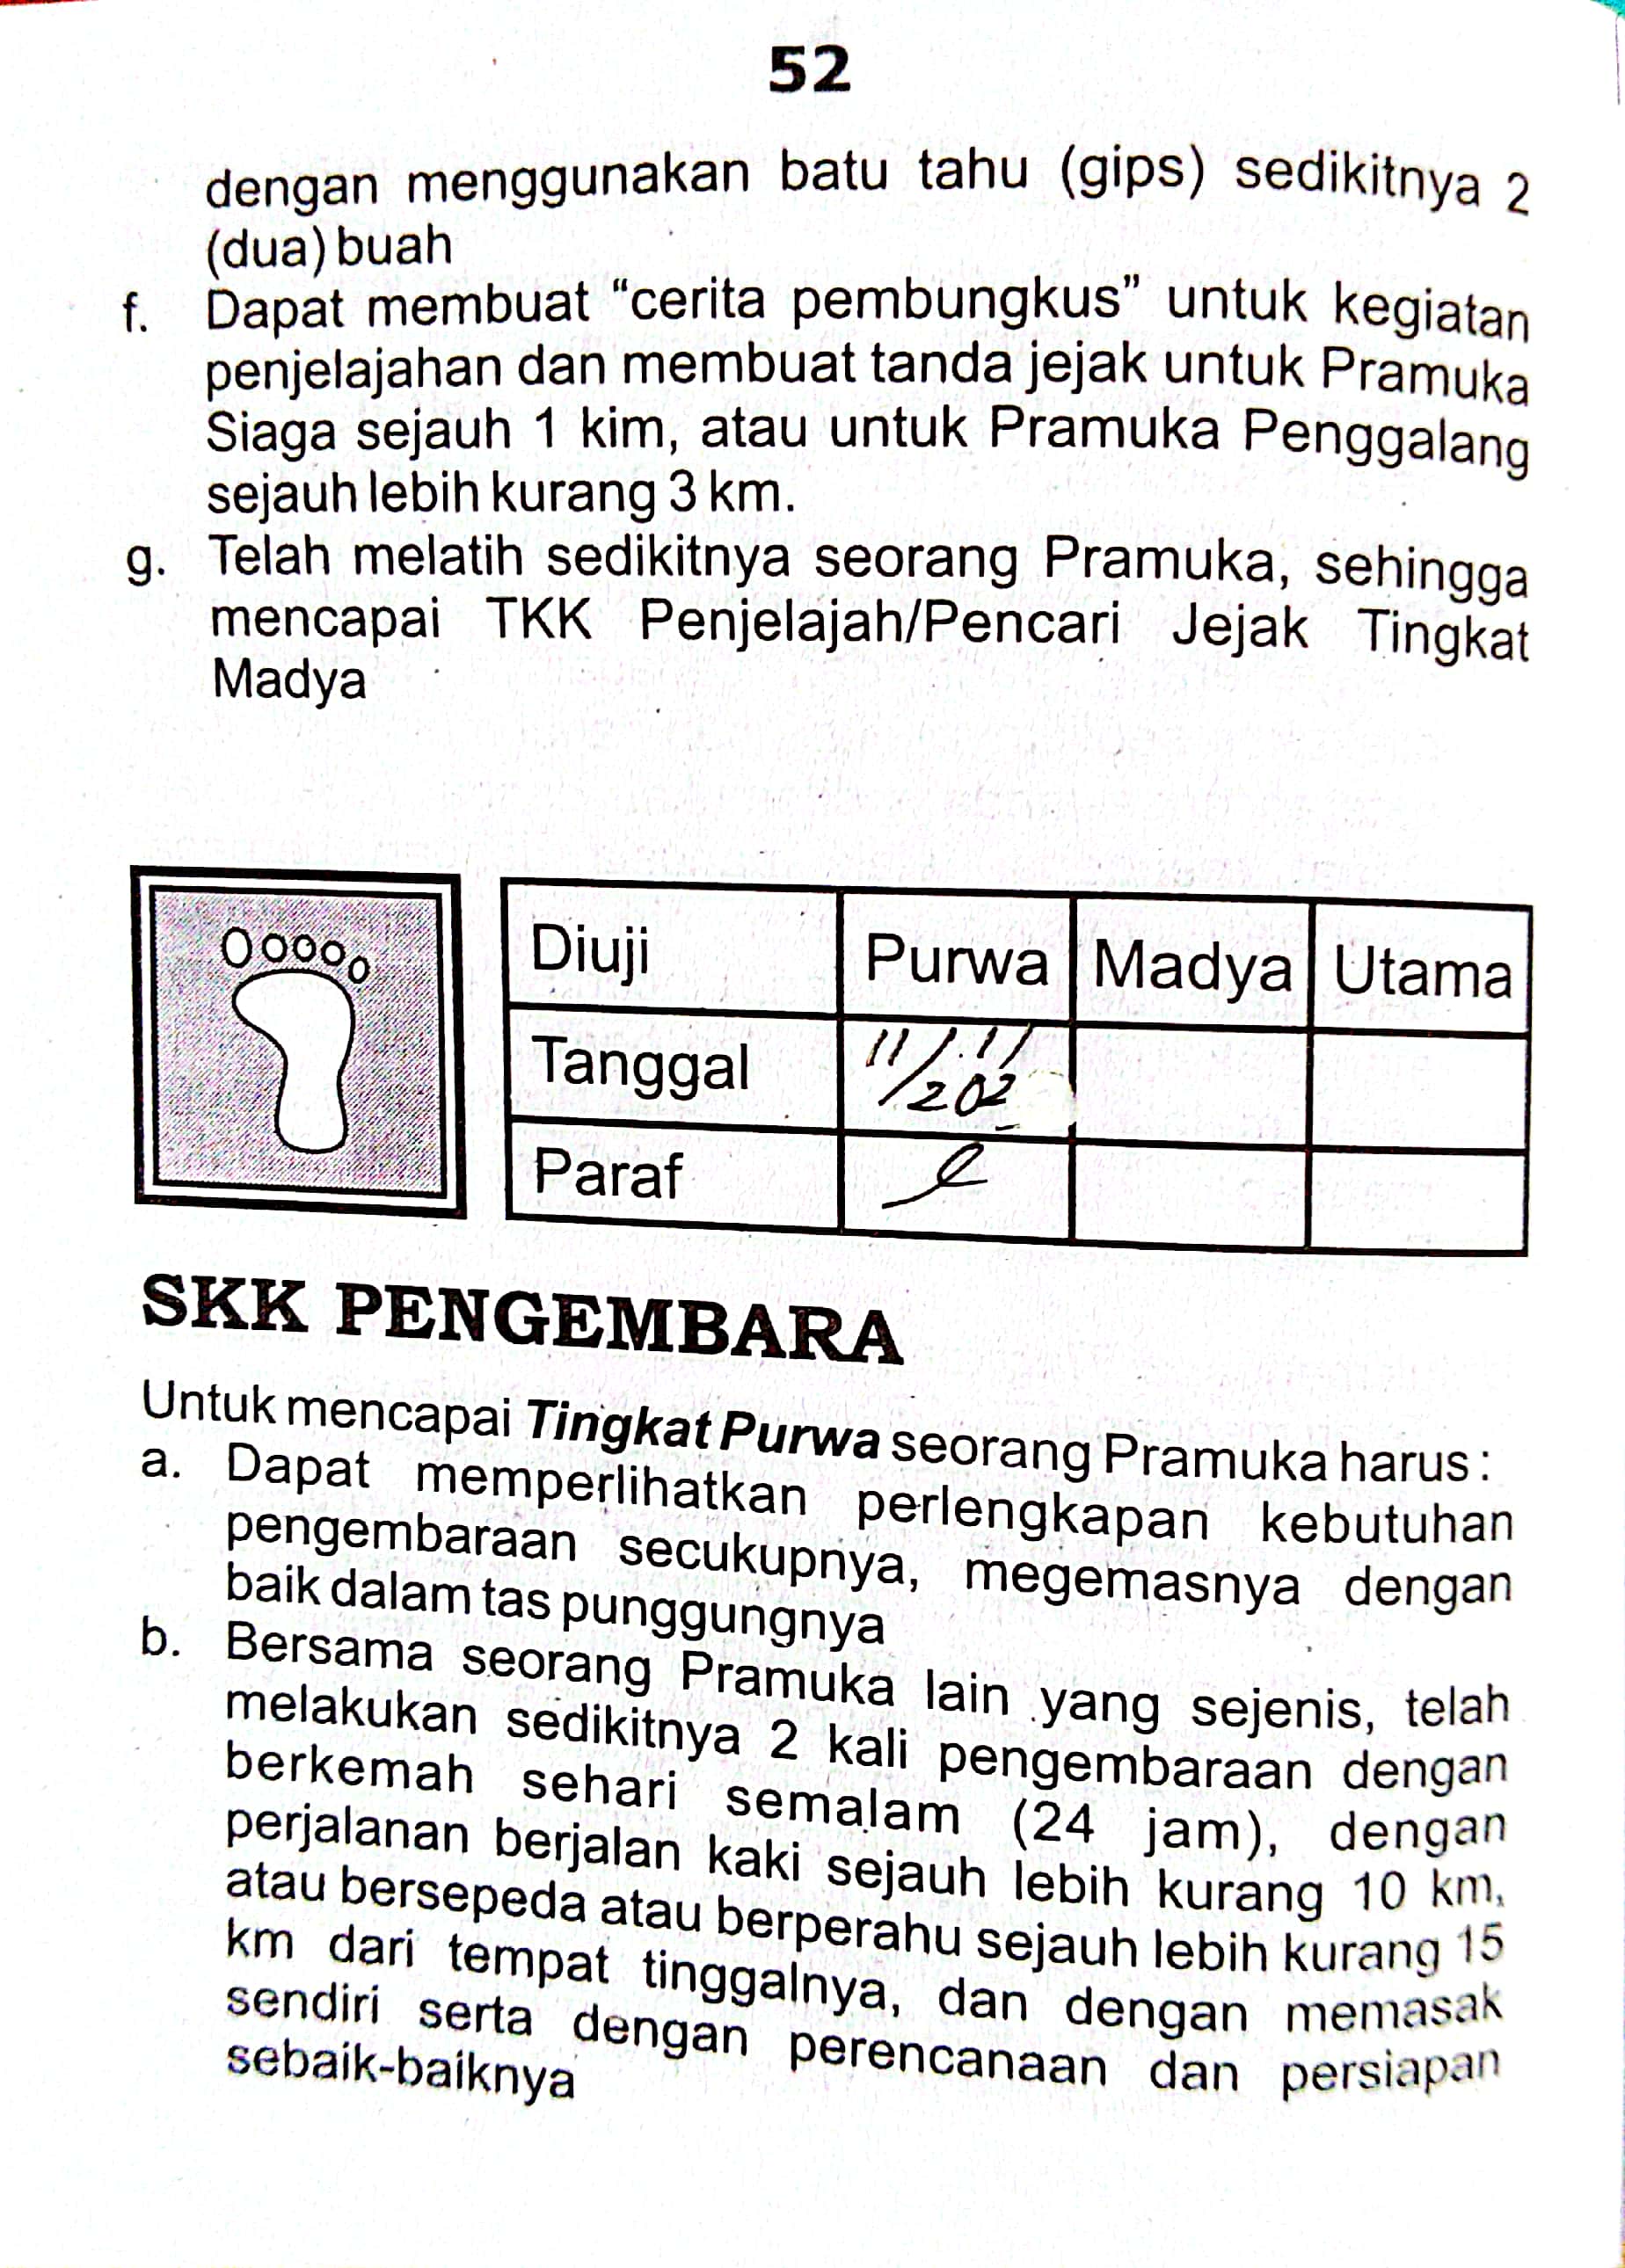 52
dengan menggunakan batu tahu (gips) sedikitnya 2
(dua) buah
f. Dapat membuat “cerita pembungkus” untuk kegiatan
penjelajahan dan membuat tanda jejak untuk Pramuka
Siaga sejauh 1 kim, atau untuk Pramuka Penggalang
sejauh lebih kurang 3 km.
g. Telah melatih sedikitnya seorang Pramuka, sehingga
mencapai TKK Penjelajah/Pencari Jejak Tingkat
Madya
Diuji Purwa Madya Utama
Tanggal 11/11
/202
Paraf
SKK PENGEMBARA
Untuk mencapai Tingkat Purwa seorang Pramuka harus :
a. Dapat memperlihatkan perlengkapan kebutuhan
pengembaraan secukupnya, megemasnya dengan
baik dalam tas punggungnya
b. Bersama seorang Pramuka lain yang sejenis, telah
melakukan sedikitnya 2 kali pengembaraan dengan
berkemah sehari semalam (24 jam), dengan
perjalanan berjalan kaki sejauh lebih kurang 10 km,
atau bersepeda atau berperahu sejauh lebih kurang 15
km dari tempat tinggalnya, dan dengan memasak
sendiri serta dengan perencanaan dan persiapan
sebaik-baiknya